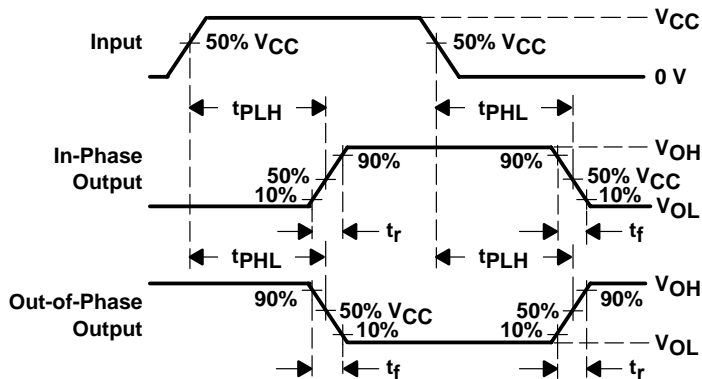 VCC
Input
50% VCC
50% VCC
0 V
tPLH
tPHL
In-Phase
Output
VOH
90%
90%
50%
50% VCC
10%
10%
VOL
tr
tf
tPHL
tPLH
Out-of-Phase
Output
VOH
90%
90%
50% VCC
50%
10%
10%
VOL
tf
tr